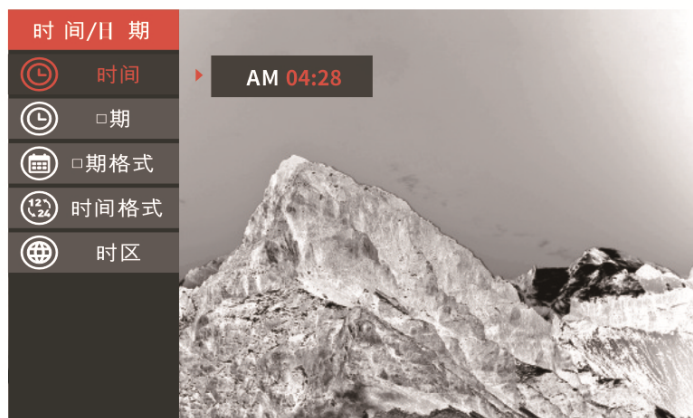 时间/日 期
时间
AM 04:28
□期
□期格式
时间格式
时区